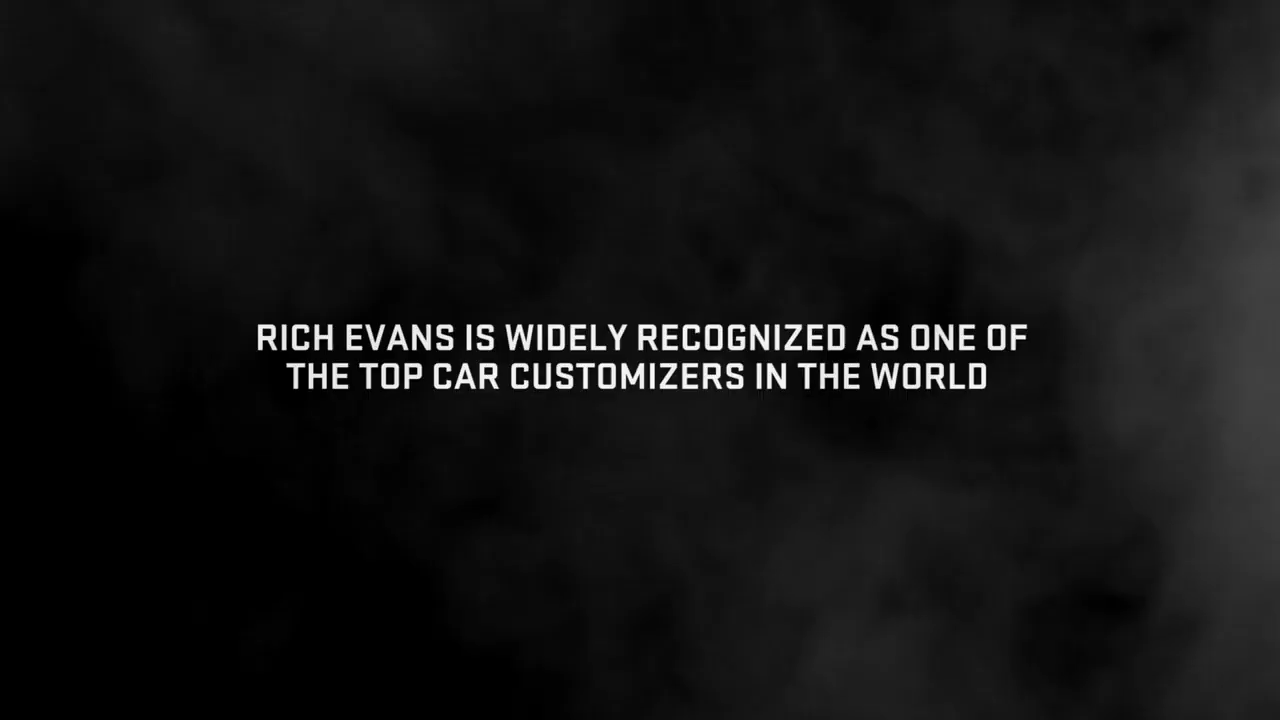 RICH EVANS IS WIDELY RECOGNIZED AS ONE OF
THE TOP CAR CUSTOMIZERS IN THE WORLD